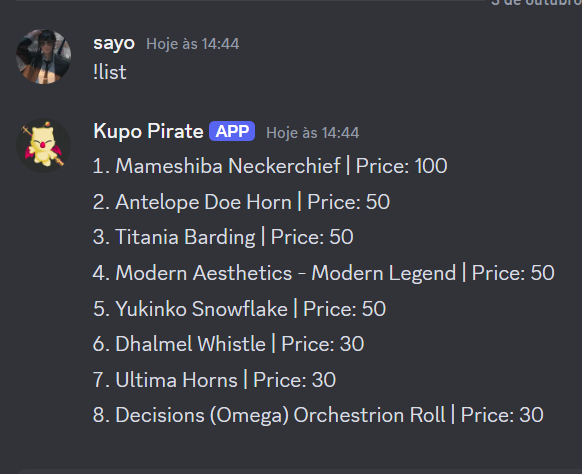 3 de outubro
sayo Hoje às 14:44
!list
Kupo Pirate APP Hoje às 14:44
1. Mameshiba Neckerchief | Price: 100
2. Antelope Doe Horn | Price: 50
3. Titania Barding | Price: 50
4. Modern Aesthetics - Modern Legend | Price: 50
5. Yukinko Snowflake | Price: 50
6. Dhalmel Whistle | Price: 30
7. Ultima Horns | Price: 30
8. Decisions (Omega) Orchestrion Roll | Price: 30